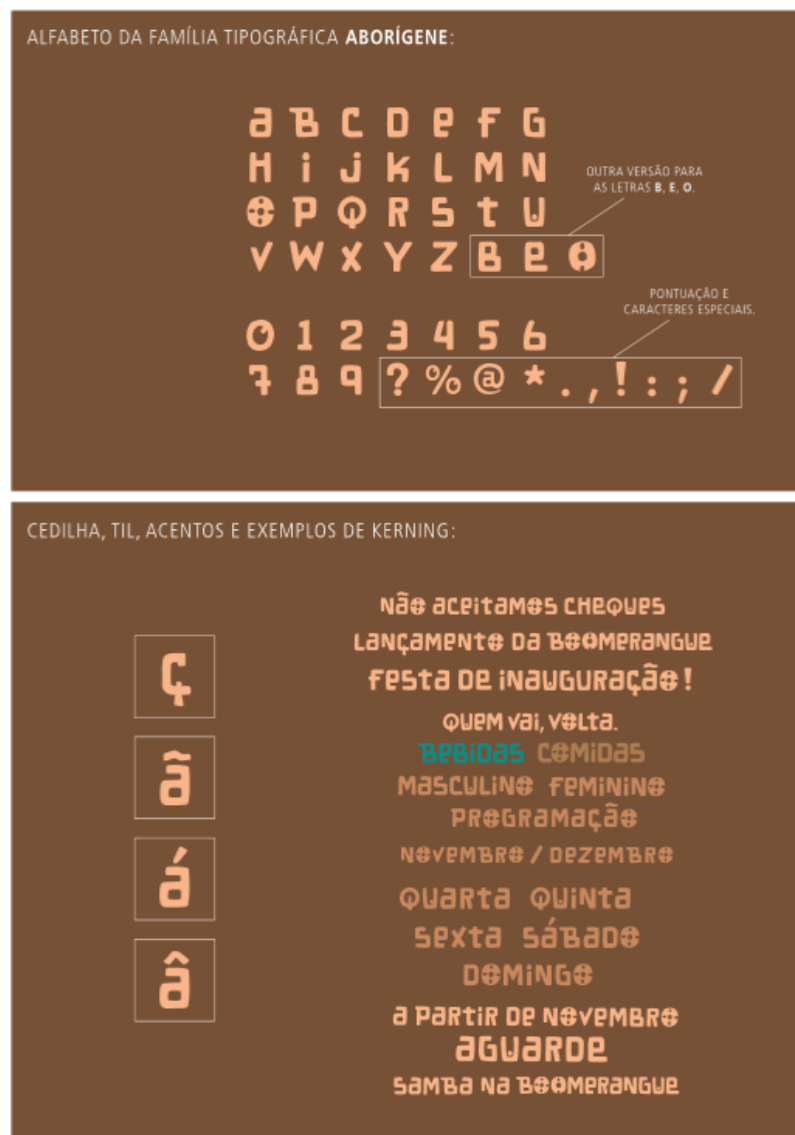 ALFABETO DA FAMÍLIA TIPOGRÁFICA ABORÍGENE:
a B C D e f G
H i j k L M N
O P Q R S t U
V W X Y Z B e O
OUTRA VERSÃO PARA
AS LETRAS B, E, O.
PONTUAÇÃO E
CARACTERES ESPECIAIS.
0 1 2 3 4 5 6
7 8 9 ? % @ * . , ! : ; /
CEDILHA, TIL, ACENTOS E EXEMPLOS DE KERNING:
ç
ã
á
â
NãO aCeitaMOS CHeQUeS
LaNÇaMeNtO Da BOOMeRaNGUe
festa De iNaUGURaÇãO!
QUeM Vai, VOLta.
BeBiDaS COMiDaS
MaSCULiNO feMiNiNO
PROGRaMaÇãO
NOVeMBRO / DeZeMBRO
QUaRta QUiNta
SeXta SáBaDO
DOMiNGO
a PaRtiR De NOVeMBRO
aGUaRDe
SaMBa Na BOOMeRaNGUe